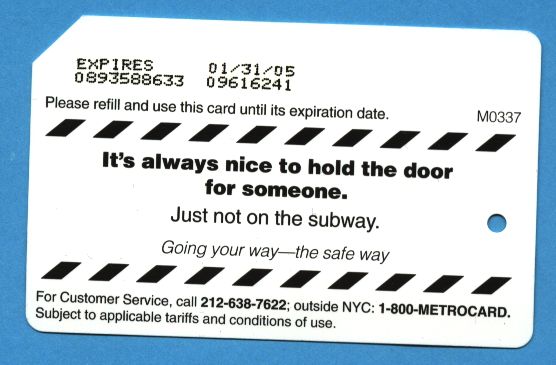 EXPIRES 01/31/05
0893588633 09616241
Please refill and use this card until its expiration date. M0337
It's always nice to hold the door
for someone.
Just not on the subway.
Going your way—the safe way
For Customer Service, call 212-638-7622; outside NYC: 1-800-METROCARD.
Subject to applicable tariffs and conditions of use.